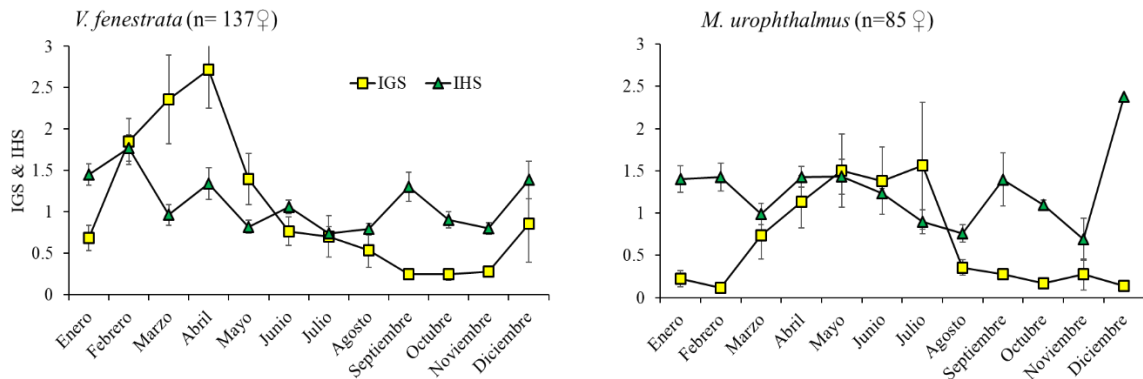 V. fenestrata (n= 137♀)
3
2.5
2
1.5
1
0.5
0
IGS & IHS
IGS
IHS
Enero
Febrero
Marzo
Abril
Mayo
Junio
Julio
Agosto
Septiembre
Octubre
Noviembre
Diciembre
M. urophthalmus (n=85 ♀)
3
2.5
2
1.5
1
0.5
0
Enero
Febrero
Marzo
Abril
Mayo
Junio
Julio
Agosto
Septiembre
Octubre
Noviembre
Diciembre